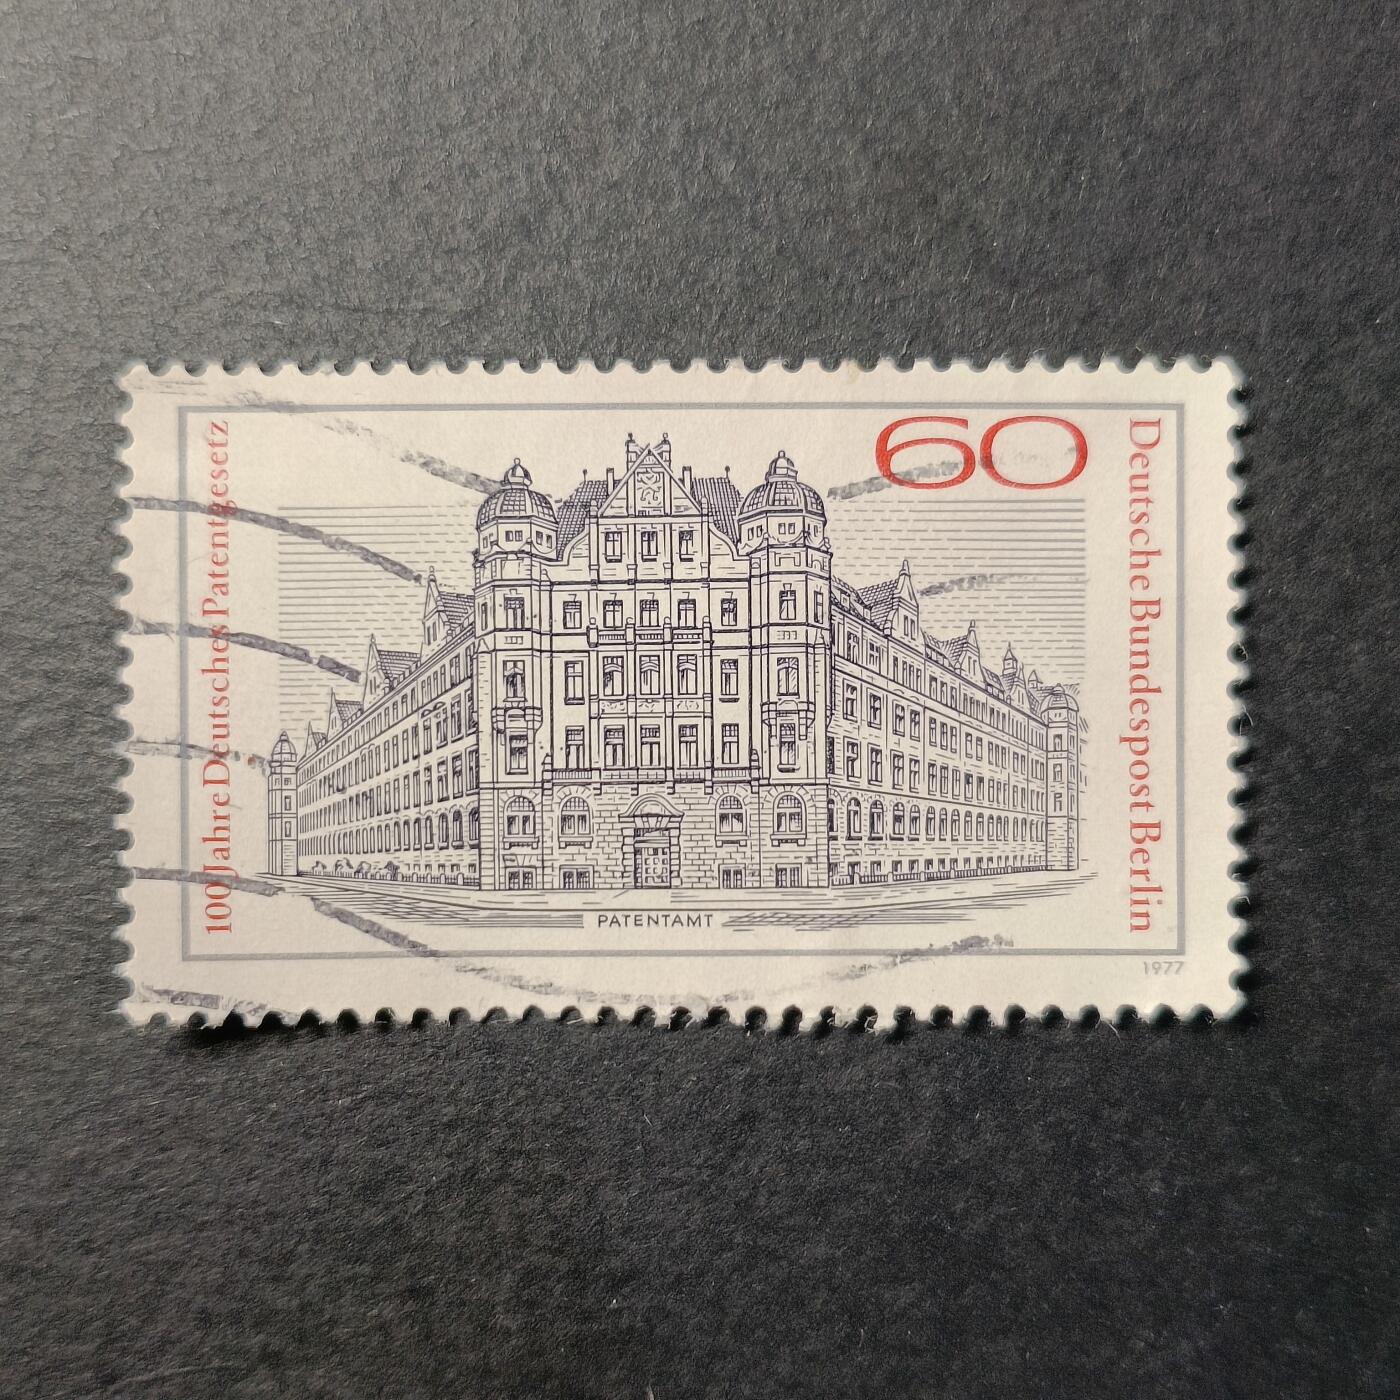 100 Jahre Deutsches Patentgesetz
60
Deutsche Bundespost Berlin
PATENTAMT
1977